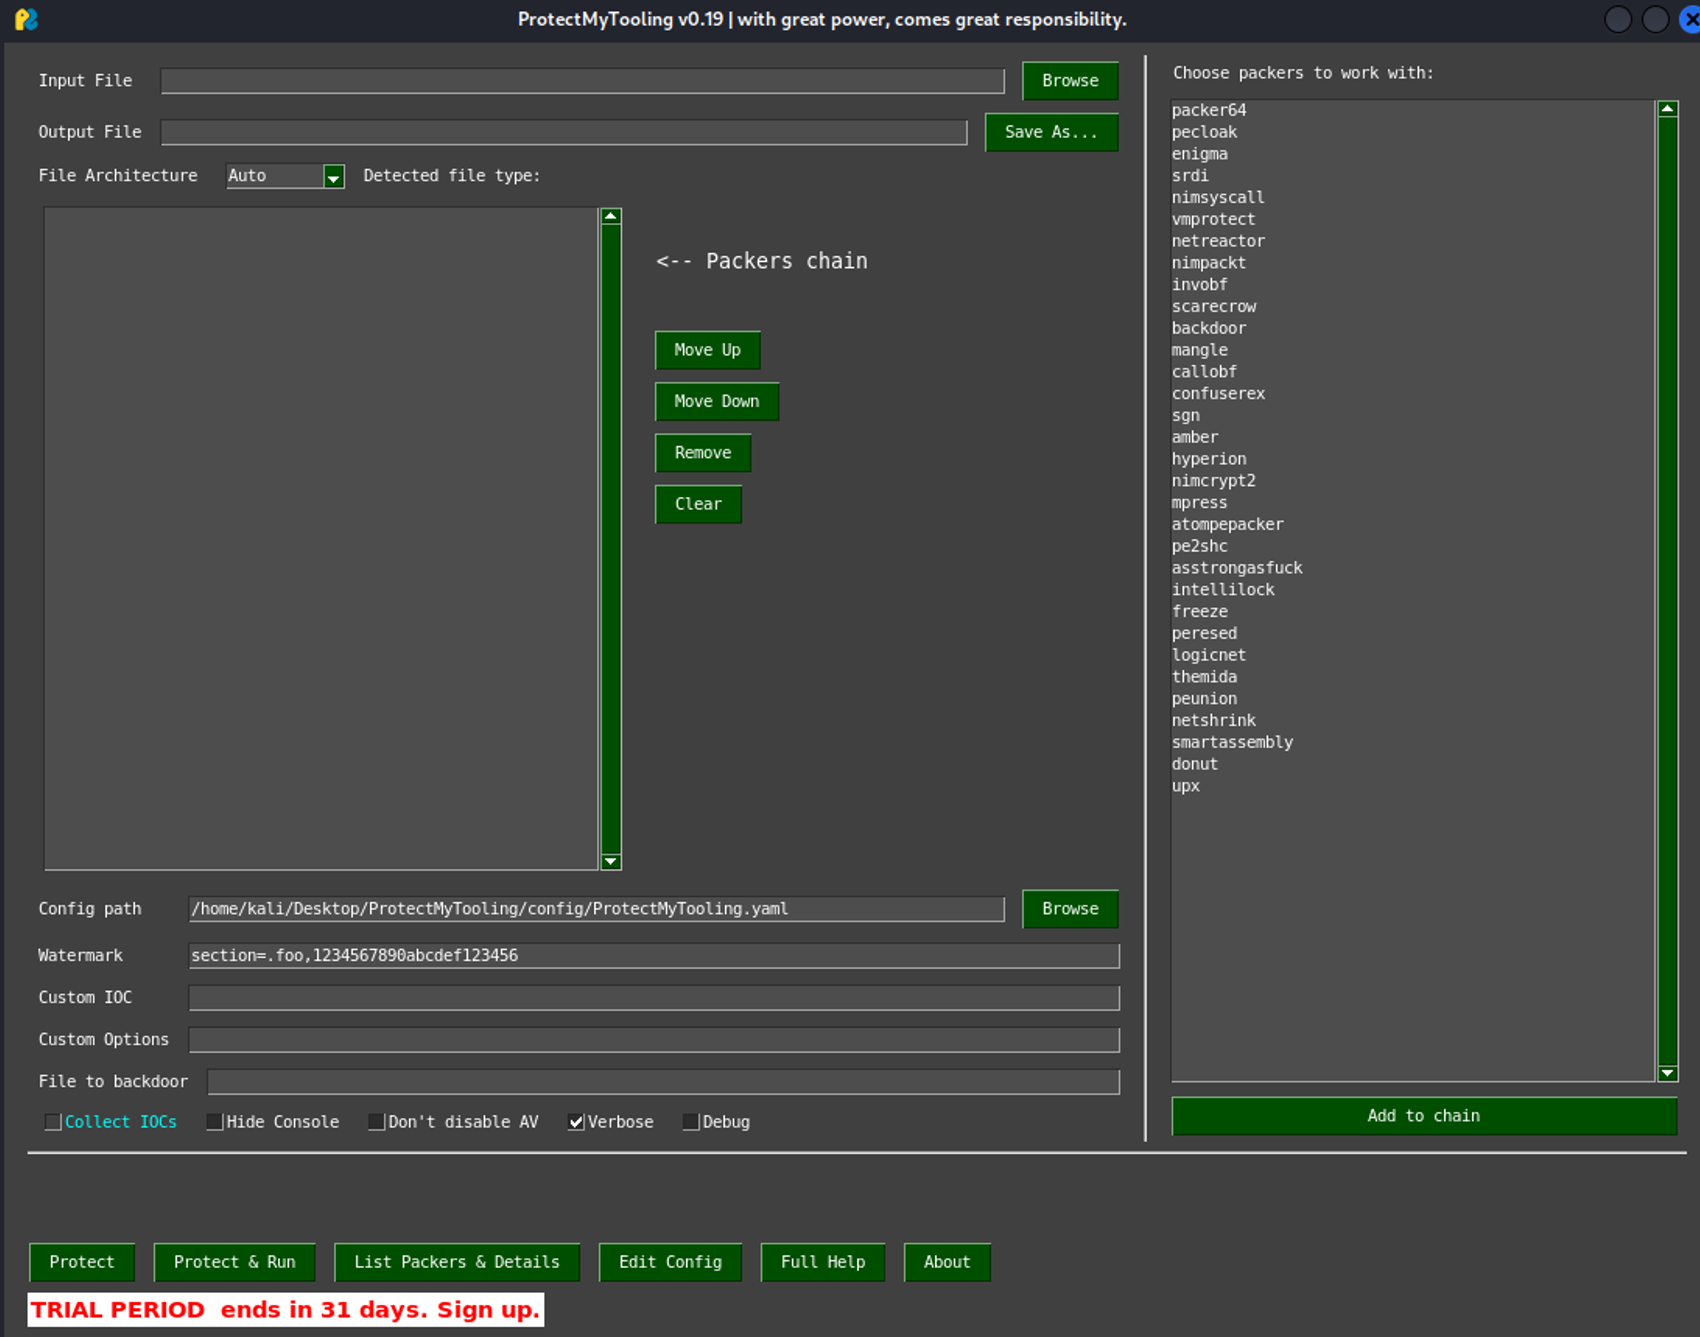 ProtectMyTooling v0.19 | with great power, comes great responsibility.
Input File
Browse
Output File
Save As...
File Architecture
Auto
Detected file type:
<-- Packers chain
Move Up
Move Down
Remove
Clear
Config path
/home/kali/Desktop/ProtectMyTooling/config/ProtectMyTooling.yaml
Browse
Watermark
section=.foo,1234567890abcdef123456
Custom IOC
Custom Options
File to backdoor
Collect IOCs
Hide Console
Don't disable AV
Verbose
Debug
Choose packers to work with:
packer64
pecloak
enigma
srdi
nimsyscall
vmprotect
netreactor
nimpackt
invobf
scarecrow
backdoor
mangle
callobf
confuserex
sgn
amber
hyperion
nimcrypt2
mpress
atompepacker
pe2shc
asstrongasfuck
intellilock
freeze
peresed
logicnet
themida
peunion
netshrink
smartassembly
donut
upx
Add to chain
Protect
Protect & Run
List Packers & Details
Edit Config
Full Help
About
TRIAL PERIOD ends in 31 days. Sign up.